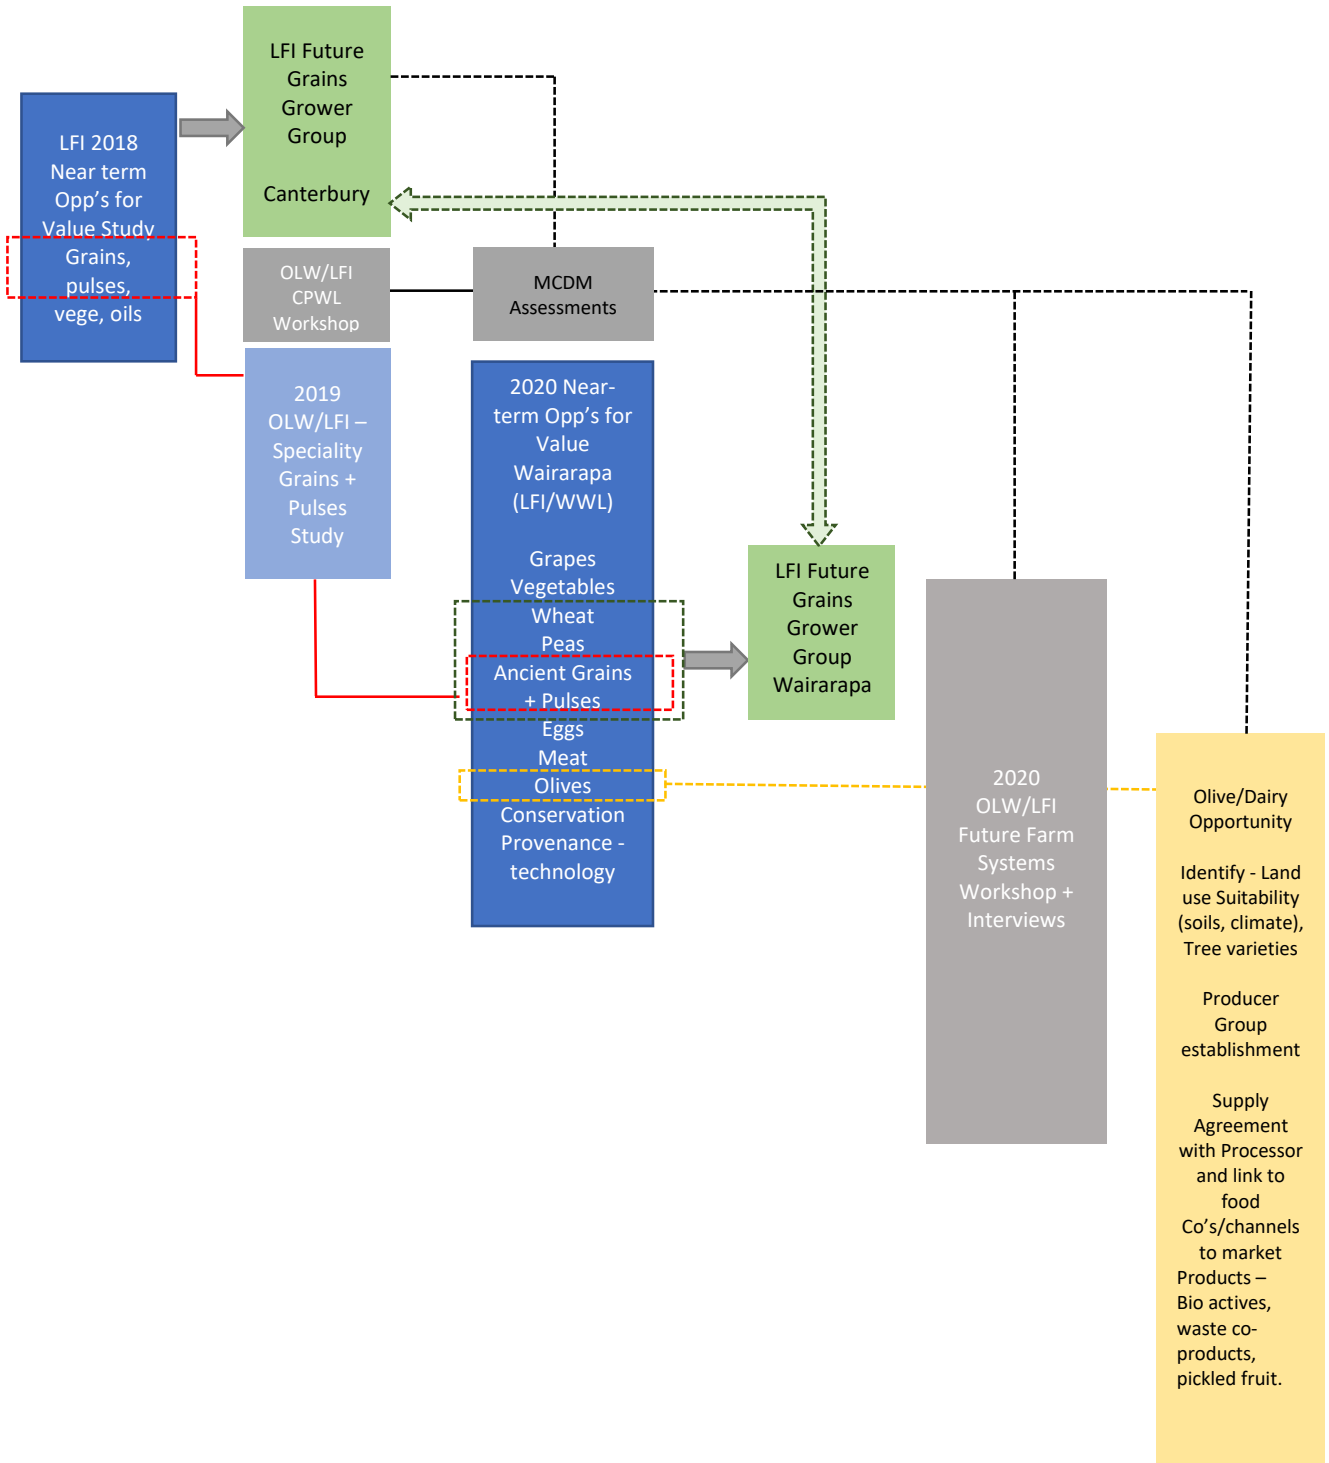 LFI Future
Grains
Grower
Group
Canterbury
LFI 2018
Near term
Opp's for
Value Study
Grains,
pulses,
vege, oils
OLW/LFI
CPWL
Workshop
MCDM
Assessments
2019
OLW/LFI –
Speciality
Grains +
Pulses
Study
2020 Near-
term Opp's for
Value
Wairarapa
(LFI/WWL)
Grapes
Vegetables
Wheat
Peas
Ancient Grains
+ Pulses
Eggs
Meat
Olives
Conservation
Provenance -
technology
LFI Future
Grains
Grower
Group
Wairarapa
2020
OLW/LFI
Future Farm
Systems
Workshop +
Interviews
Olive/Dairy
Opportunity
Identify - Land
use Suitability
(soils, climate),
Tree varieties
Producer
Group
establishment
Supply
Agreement
with Processor
and link to
food
Co's/channels
to market
Products –
Bio actives,
waste co-
products,
pickled fruit.